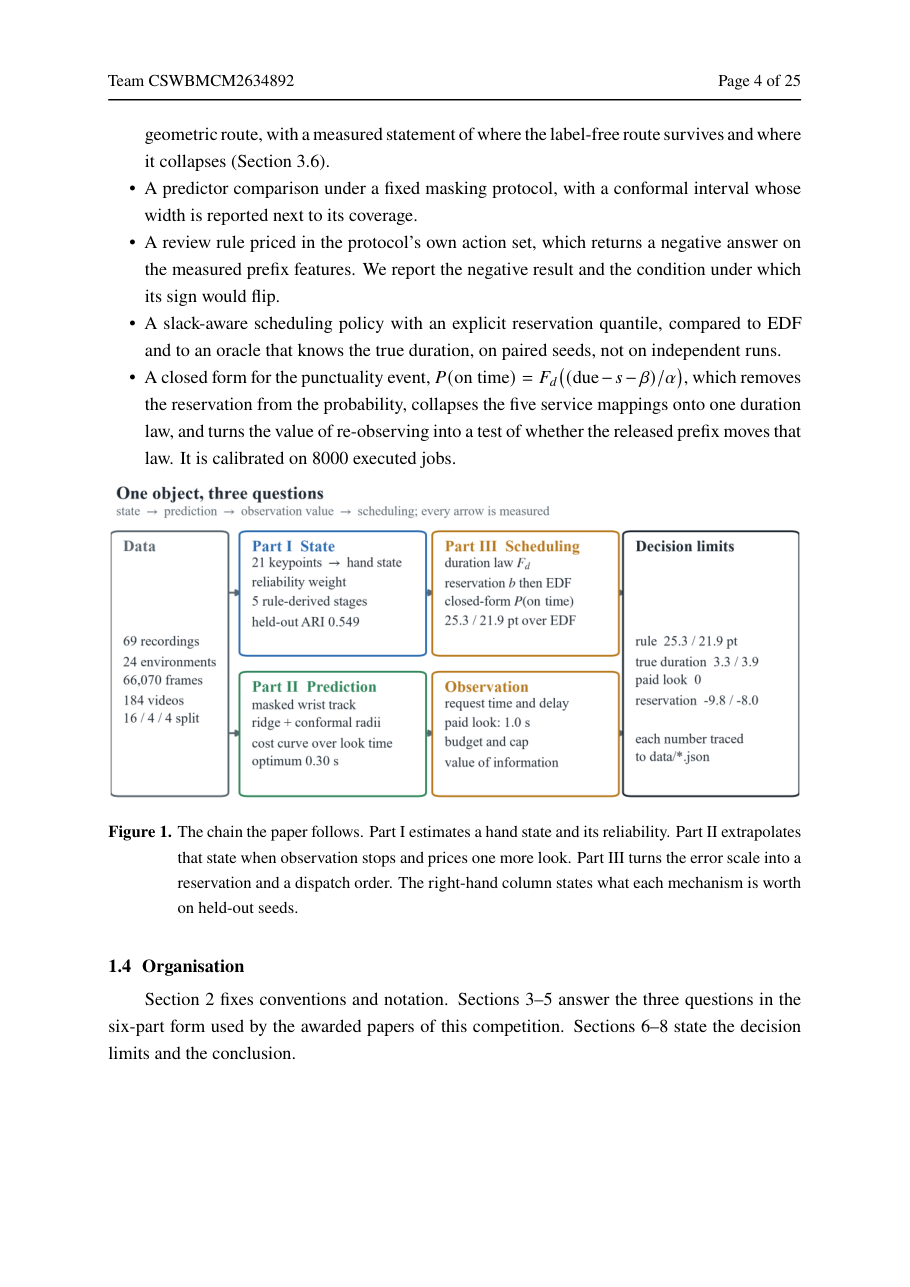 Team CSWBMCM2634892
Page 4 of 25
geometric route, with a measured statement of where the label-free route survives and where
it collapses (Section 3.6).
• A predictor comparison under a fixed masking protocol, with a conformal interval whose
width is reported next to its coverage.
• A review rule priced in the protocol's own action set, which returns a negative answer on
the measured prefix features. We report the negative result and the condition under which
its sign would flip.
• A slack-aware scheduling policy with an explicit reservation quantile, compared to EDF
and to an oracle that knows the true duration, on paired seeds, not on independent runs.
• A closed form for the punctuality event, P(on time) = F_d((due − s − β)/α), which removes
the reservation from the probability, collapses the five service mappings onto one duration
law, and turns the value of re-observing into a test of whether the released prefix moves that
law. It is calibrated on 8000 executed jobs.
One object, three questions
state → prediction → observation value → scheduling; every arrow is measured
Data
69 recordings
24 environments
66,070 frames
184 videos
16 / 4 / 4 split
Part I State
21 keypoints → hand state
reliability weight
5 rule-derived stages
held-out ARI 0.549
Part II Prediction
masked wrist track
ridge + conformal radii
cost curve over look time
optimum 0.30 s
Part III Scheduling
duration law F_d
reservation b then EDF
closed-form P(on time)
25.3 / 21.9 pt over EDF
Observation
request time and delay
paid look: 1.0 s
budget and cap
value of information
Decision limits
rule 25.3 / 21.9 pt
true duration 3.3 / 3.9
paid look 0
reservation -9.8 / -8.0
each number traced
to data/*.json
Figure 1. The chain the paper follows. Part I estimates a hand state and its reliability. Part II extrapolates
that state when observation stops and prices one more look. Part III turns the error scale into a
reservation and a dispatch order. The right-hand column states what each mechanism is worth
on held-out seeds.
1.4 Organisation
Section 2 fixes conventions and notation. Sections 3–5 answer the three questions in the
six-part form used by the awarded papers of this competition. Sections 6–8 state the decision
limits and the conclusion.